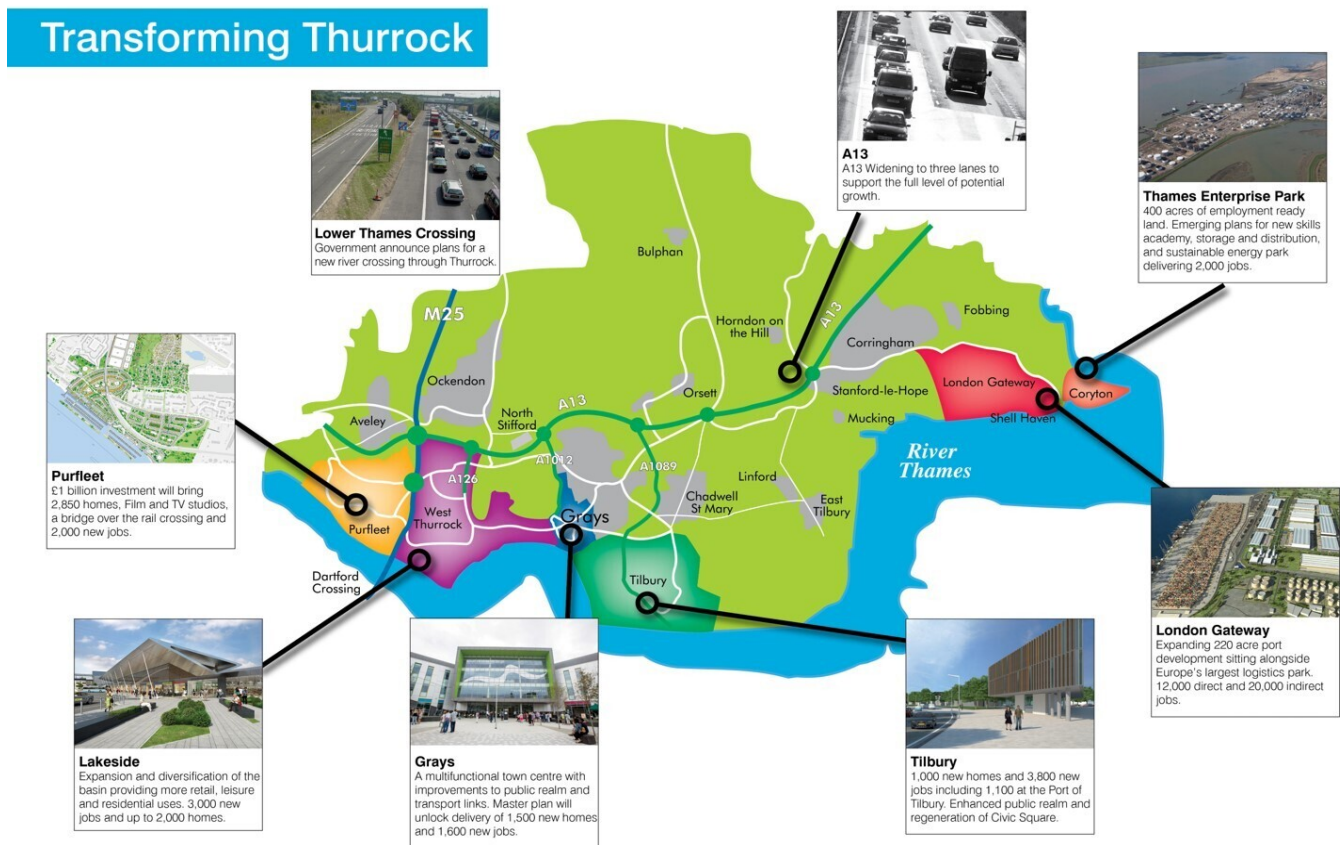 Transforming Thurrock
A13
A13 Widening to three lanes to
support the full level of potential
growth.
Thames Enterprise Park
400 acres of employment ready
land. Emerging plans for new skills
academy, storage and distribution,
and sustainable energy park
delivering 2,000 jobs.
Lower Thames Crossing
Government announce plans for a
new river crossing through Thurrock.
Bulphan
M25
A13
Fobbing
Horndon on
the Hill
Corringham
Ockendon
London Gateway
Coryton
Orsett
Stanford-le-Hope
A13
North
Stifford
Aveley
Mucking
Shell Haven
River
Thames
A1012
A1089
A126
Linford
Chadwell
St Mary
East
Tilbury
West
Thurrock
Grays
Purfleet
Tilbury
Dartford
Crossing
Purfleet
£1 billion investment will bring
2,850 homes, Film and TV studios,
a bridge over the rail crossing and
2,000 new jobs.
London Gateway
Expanding 220 acre port
development sitting alongside
Europe's largest logistics park.
12,000 direct and 20,000 indirect
jobs.
Lakeside
Expansion and diversification of the
basin providing more retail, leisure
and residential uses. 3,000 new
jobs and up to 2,000 homes.
Grays
A multifunctional town centre with
improvements to public realm and
transport links. Master plan will
unlock delivery of 1,500 new homes
and 1,600 new jobs.
Tilbury
1,000 new homes and 3,800 new
jobs including 1,100 at the Port of
Tilbury. Enhanced public realm and
regeneration of Civic Square.